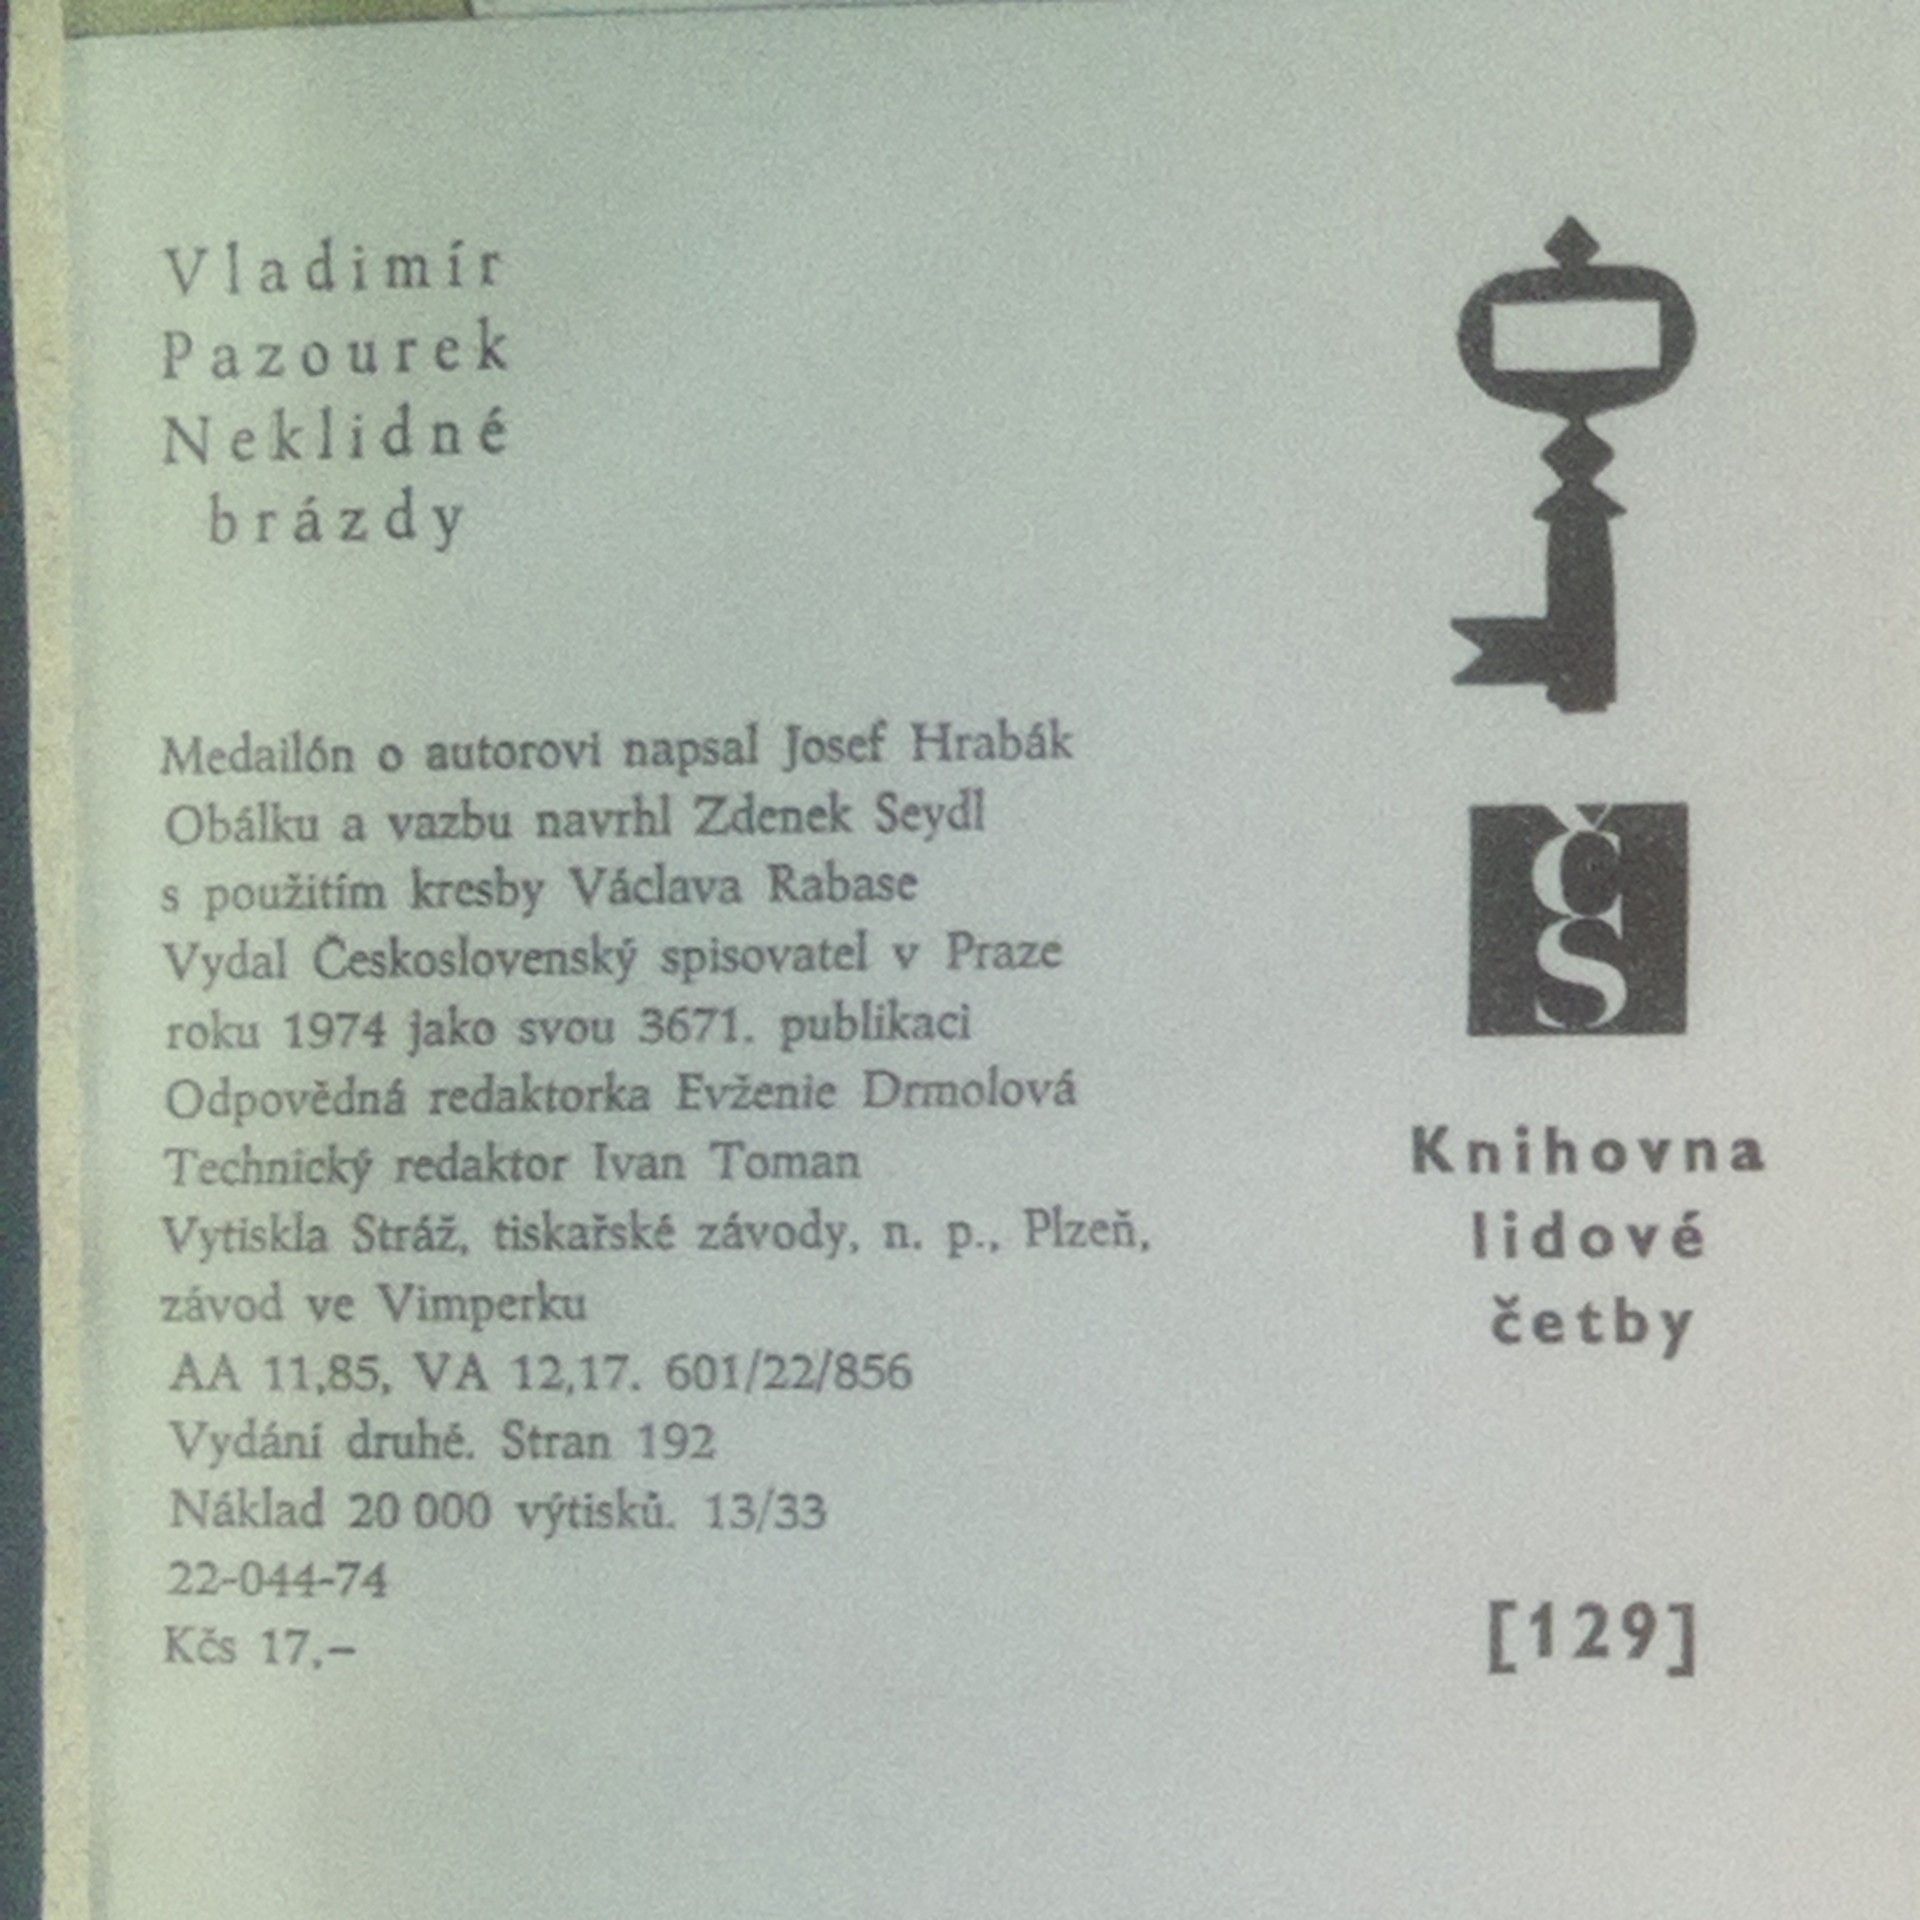 Vladimír
Pazourek
Neklidné
brázdy
Medailón o autorovi napsal Josef Hrabák
Obálku a vazbu navrhl Zdenek Seydl
s použitím kresby Václava Rabase
Vydal Československý spisovatel v Praze
roku 1974 jako svou 3671. publikaci
Odpovědná redaktorka Evženie Drmolová
Technický redaktor Ivan Toman
Vytiskla Stráž, tiskařské závody, n. p., Plzeň,
závod ve Vimperku
AA 11,85, VA 12,17. 601/22/856
Vydání druhé. Stran 192
Náklad 20 000 výtisků. 13/33
22-044-74
Kčs 17,–
Č
S
Knihovna
lidové
četby
[129]